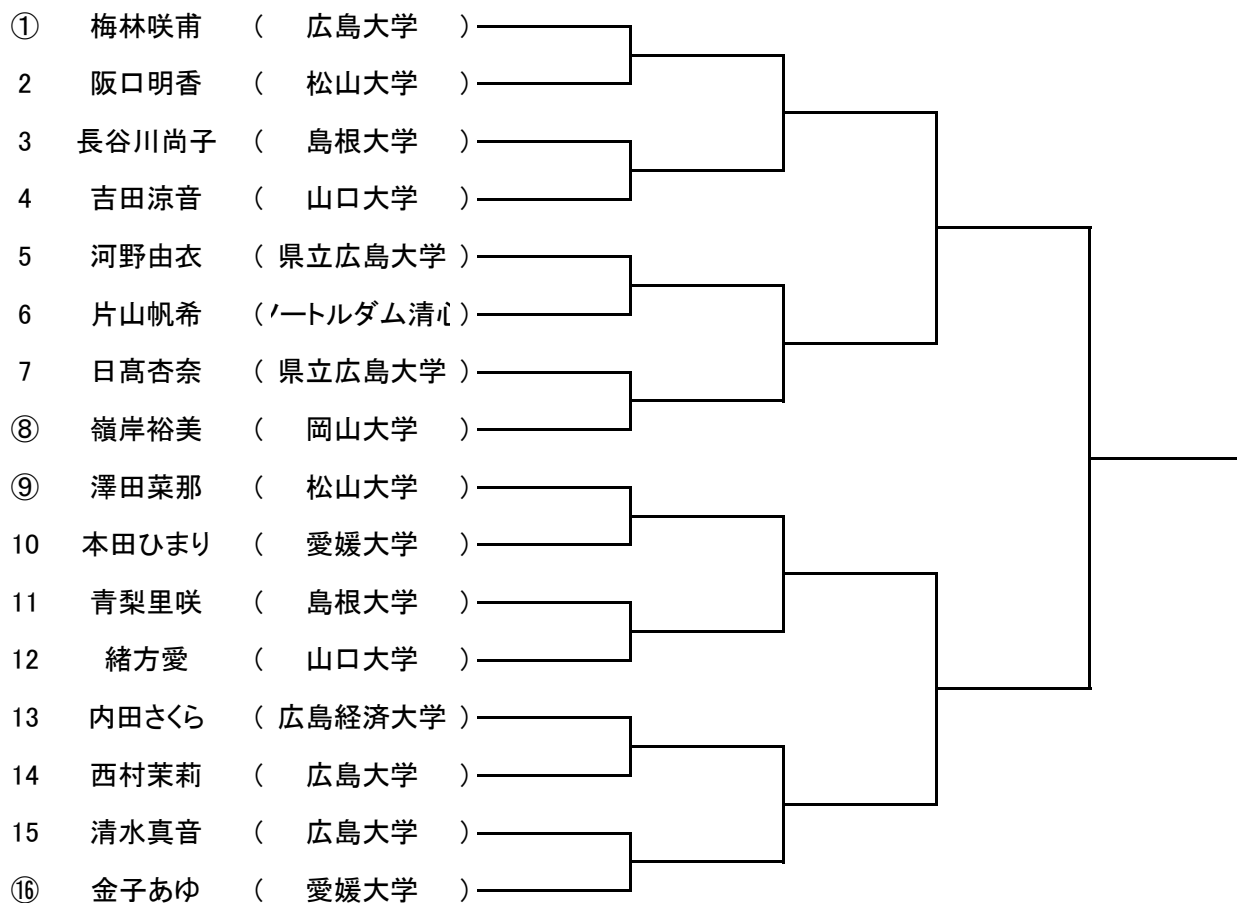 ① 梅林咲甫 ( 広島大学 )
2 阪口明香 ( 松山大学 )
3 長谷川尚子 ( 島根大学 )
4 吉田涼音 ( 山口大学 )
5 河野由衣 ( 県立広島大学 )
6 片山帆希 ( ノートルダム清心 )
7 日髙杏奈 ( 県立広島大学 )
⑧ 嶺岸裕美 ( 岡山大学 )
⑨ 澤田菜那 ( 松山大学 )
10 本田ひまり ( 愛媛大学 )
11 青梨里咲 ( 島根大学 )
12 緒方愛 ( 山口大学 )
13 内田さくら ( 広島経済大学 )
14 西村茉莉 ( 広島大学 )
15 清水真音 ( 広島大学 )
⑯ 金子あゆ ( 愛媛大学 )